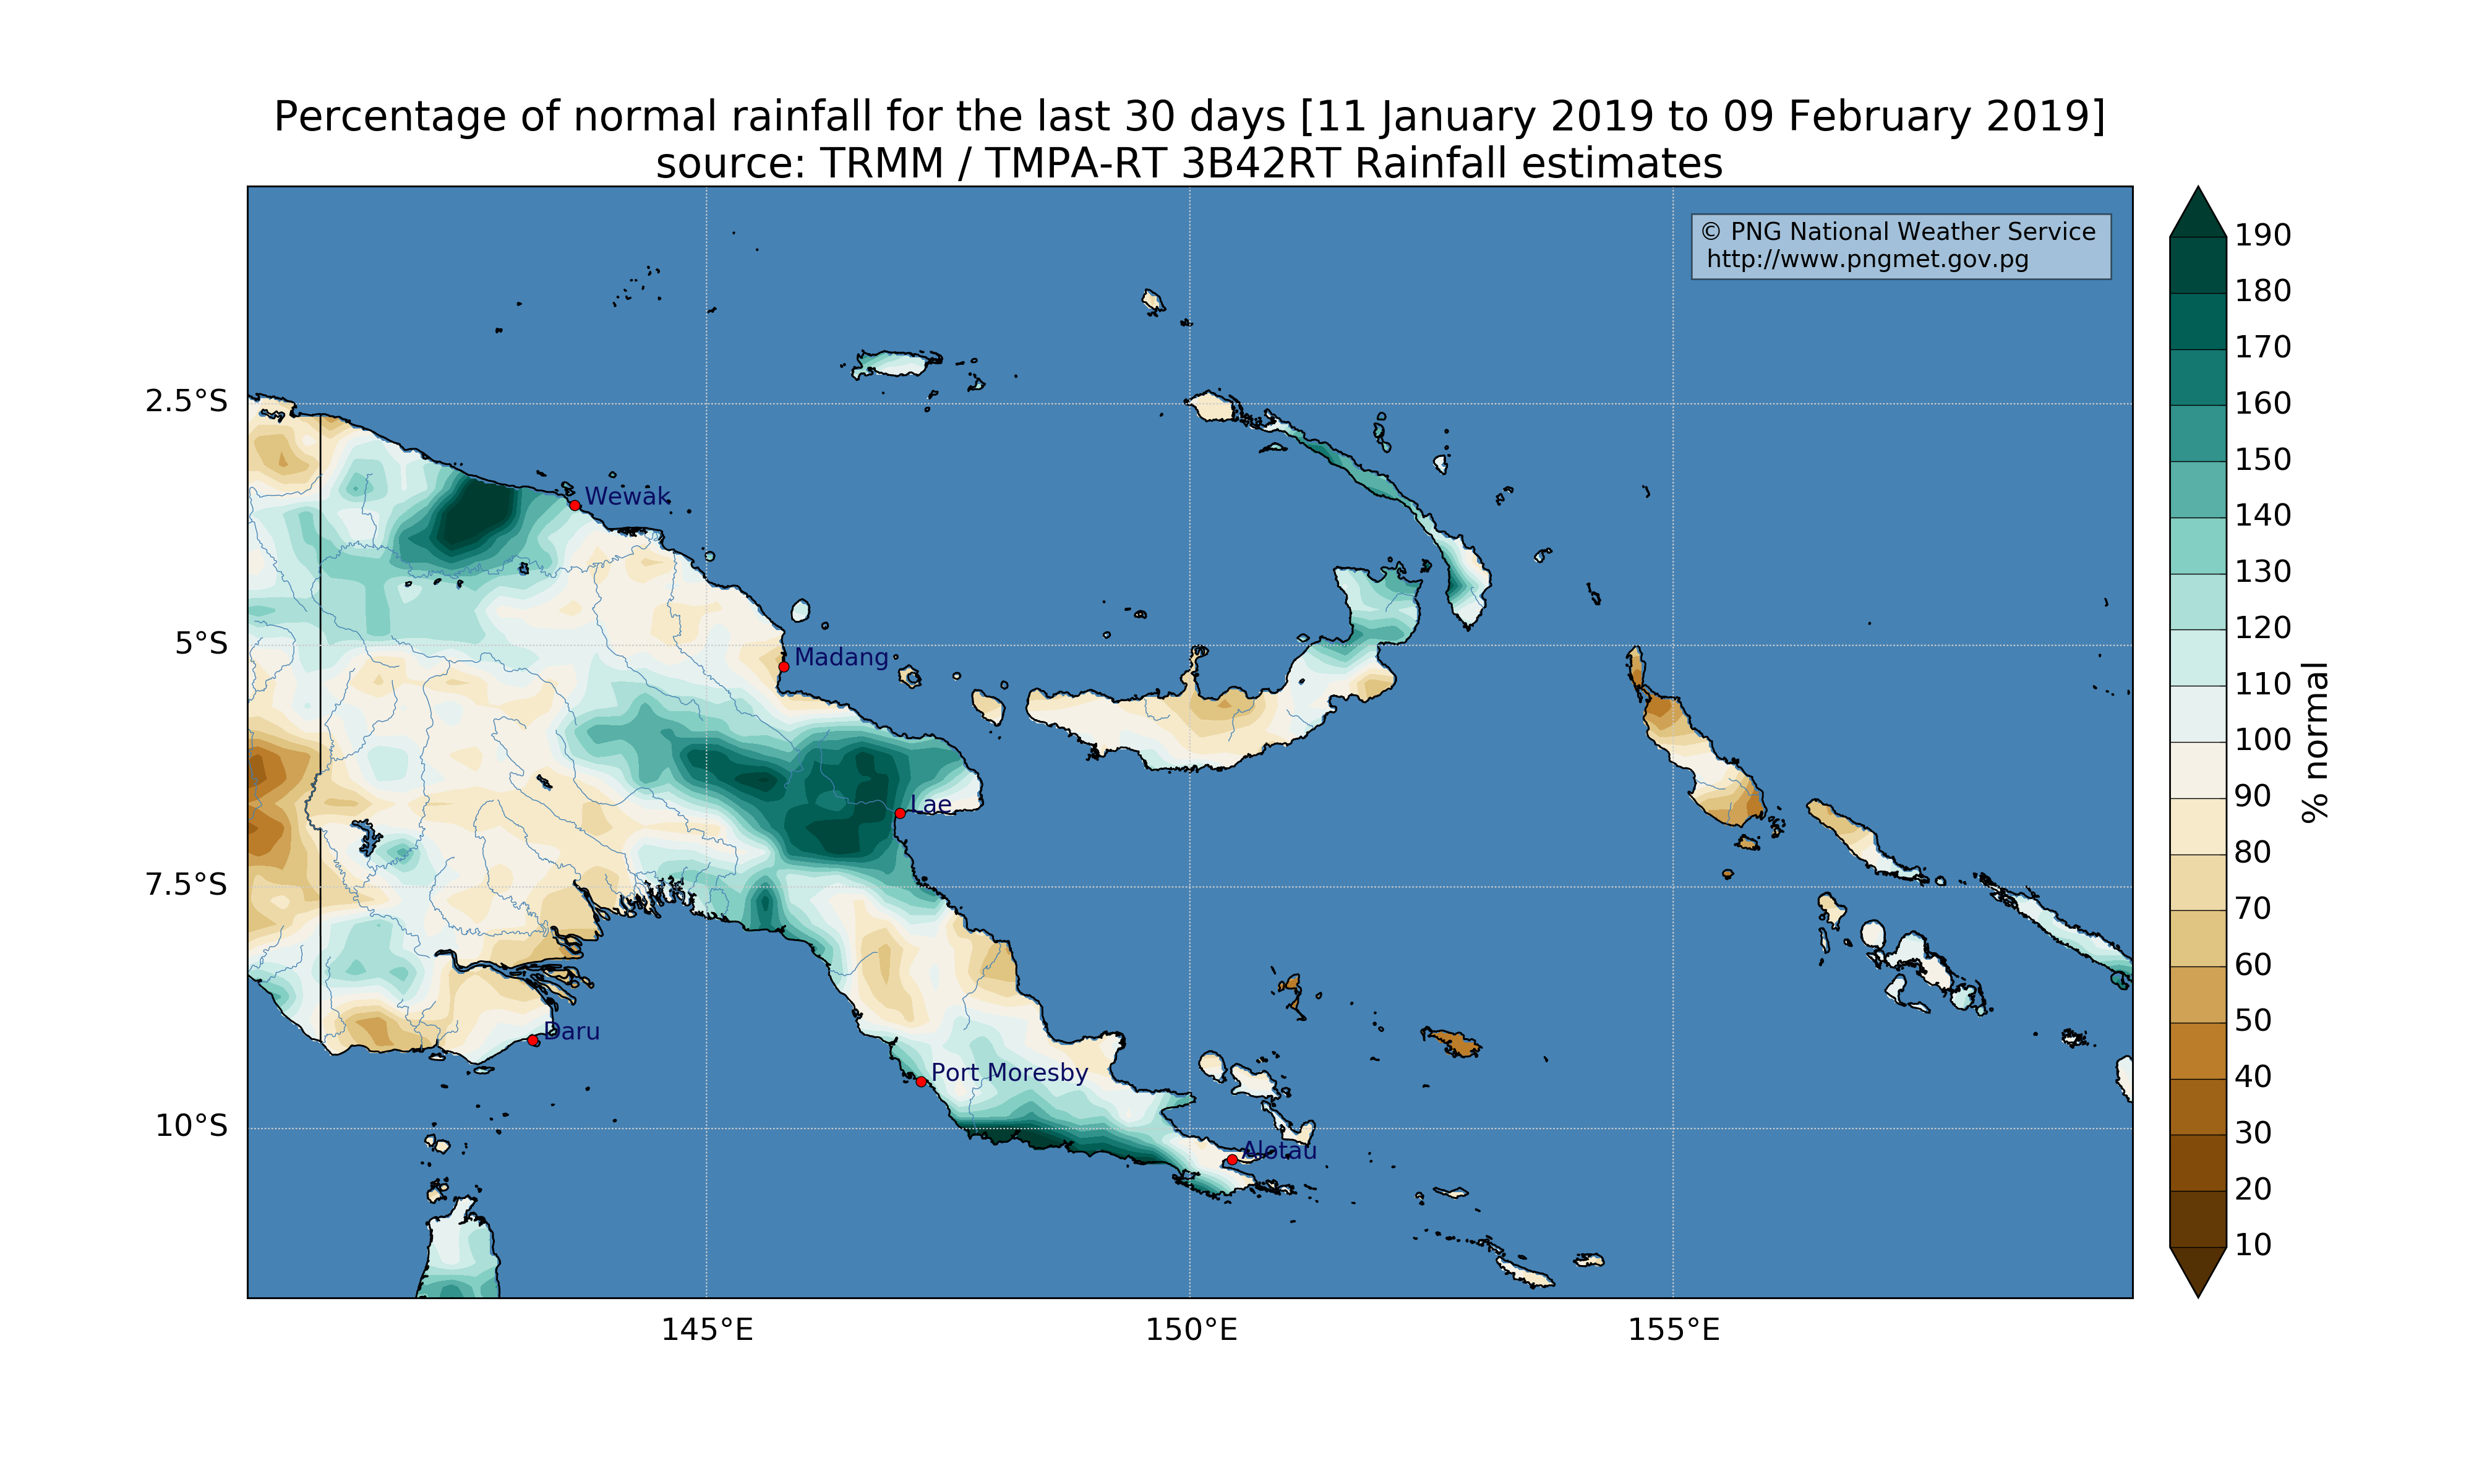 Percentage of normal rainfall for the last 30 days [11 January 2019 to 09 February 2019]
source: TRMM / TMPA-RT 3B42RT Rainfall estimates
© PNG National Weather Service
http://www.pngmet.gov.pg
190
180
170
160
150
140
130
120
110
100
90
80
70
60
50
40
30
20
10
% normal
2.5°S
5°S
7.5°S
10°S
Wewak
Madang
Lae
Daru
Port Moresby
Alotau
145°E
150°E
155°E